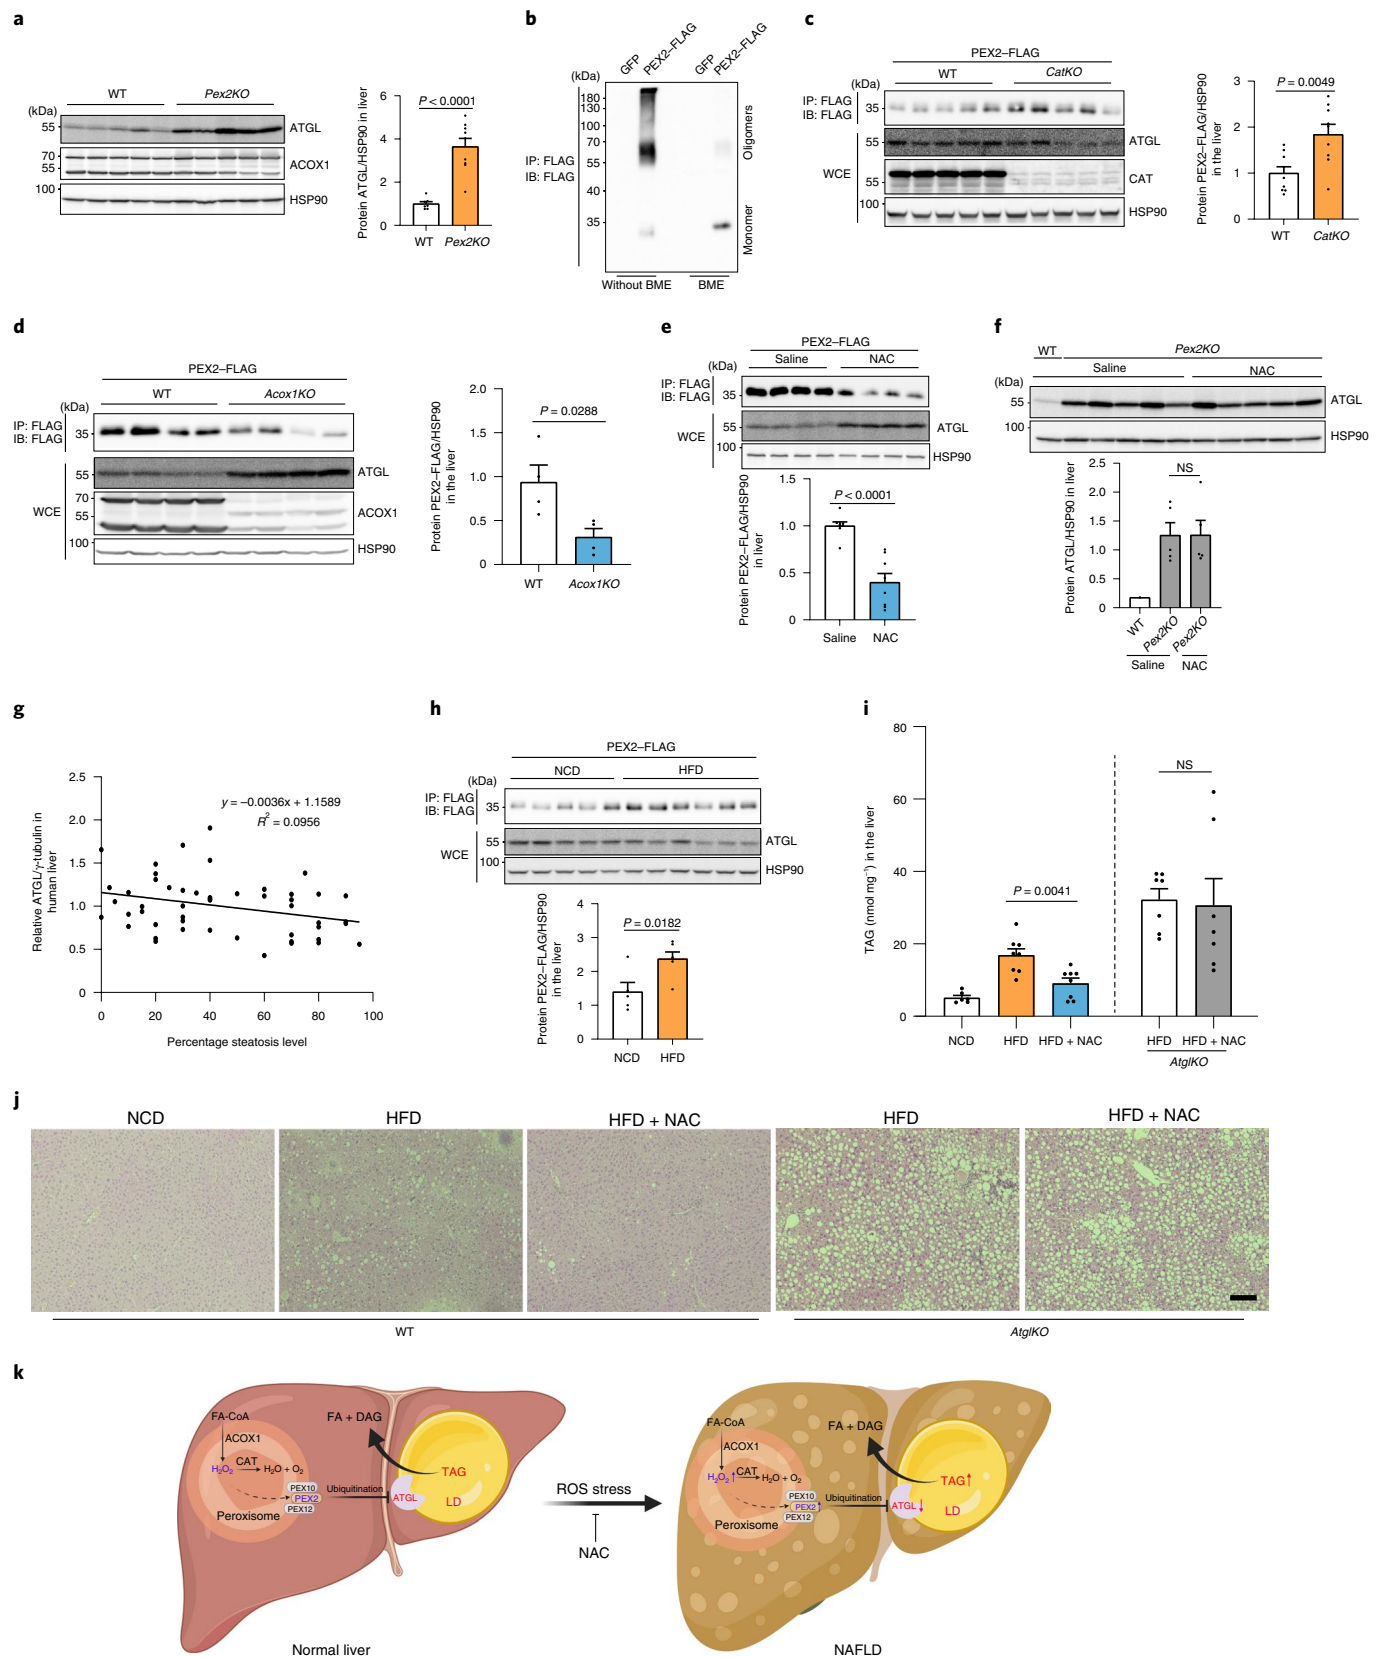 a
WT
Pex2KO
(kDa)
55
ATGL
70
55
ACOX1
100
HSP90
Protein ATGL/HSP90 in liver
6
4
2
0
P < 0.0001
WT
Pex2KO
b
GFP
PEX2–FLAG
GFP
PEX2–FLAG
(kDa)
180
130
100
70
55
40
35
IP: FLAG
IB: FLAG
Oligomers
Monomer
Without BME
BME
c
PEX2–FLAG
WT
CatKO
(kDa)
IP: FLAG
IB: FLAG
35
WCE
55
ATGL
55
CAT
100
HSP90
Protein PEX2–FLAG/HSP90
in the liver
3
2
1
0
P = 0.0049
WT
CatKO
d
PEX2–FLAG
WT
Acox1KO
(kDa)
IP: FLAG
IB: FLAG
35
WCE
55
ATGL
70
55
ACOX1
100
HSP90
Protein PEX2–FLAG/HSP90
in the liver
2.0
1.5
1.0
0.5
0
P = 0.0288
WT
Acox1KO
e
PEX2–FLAG
Saline
NAC
(kDa)
IP: FLAG
IB: FLAG
35
WCE
55
ATGL
100
HSP90
Protein PEX2–FLAG/HSP90
in liver
1.5
1.0
0.5
0
P < 0.0001
Saline
NAC
f
WT
Pex2KO
Saline
NAC
(kDa)
55
ATGL
100
HSP90
Protein ATGL/HSP90 in liver
2.5
2.0
1.5
1.0
0.5
0
NS
WT
Pex2KO
Pex2KO
Saline
NAC
g
Relative ATGL/γ-tubulin in
human liver
2.5
2.0
1.5
1.0
0.5
0
y = −0.0036x + 1.1589
R² = 0.0956
0
20
40
60
80
100
Percentage steatosis level
h
PEX2–FLAG
NCD
HFD
(kDa)
IP: FLAG
IB: FLAG
35
WCE
55
ATGL
100
HSP90
Protein PEX2–FLAG/HSP90
in the liver
4
3
2
1
0
P = 0.0182
NCD
HFD
i
TAG (nmol mg⁻¹) in the liver
80
60
40
20
0
P = 0.0041
NS
NCD
HFD
HFD + NAC
HFD
HFD + NAC
AtglKO
j
NCD
HFD
HFD + NAC
HFD
HFD + NAC
WT
AtglKO
k
FA-CoA
ACOX1
H₂O₂
CAT
H₂O + O₂
PEX10
PEX2
PEX12
Peroxisome
Ubiquitination
ATGL
FA + DAG
TAG
LD
Normal liver
ROS stress
NAC
FA-CoA
ACOX1
H₂O₂↑
CAT
H₂O + O₂
PEX10
PEX2↑
PEX12
Peroxisome
Ubiquitination
ATGL↓
FA + DAG
TAG↑
LD
NAFLD